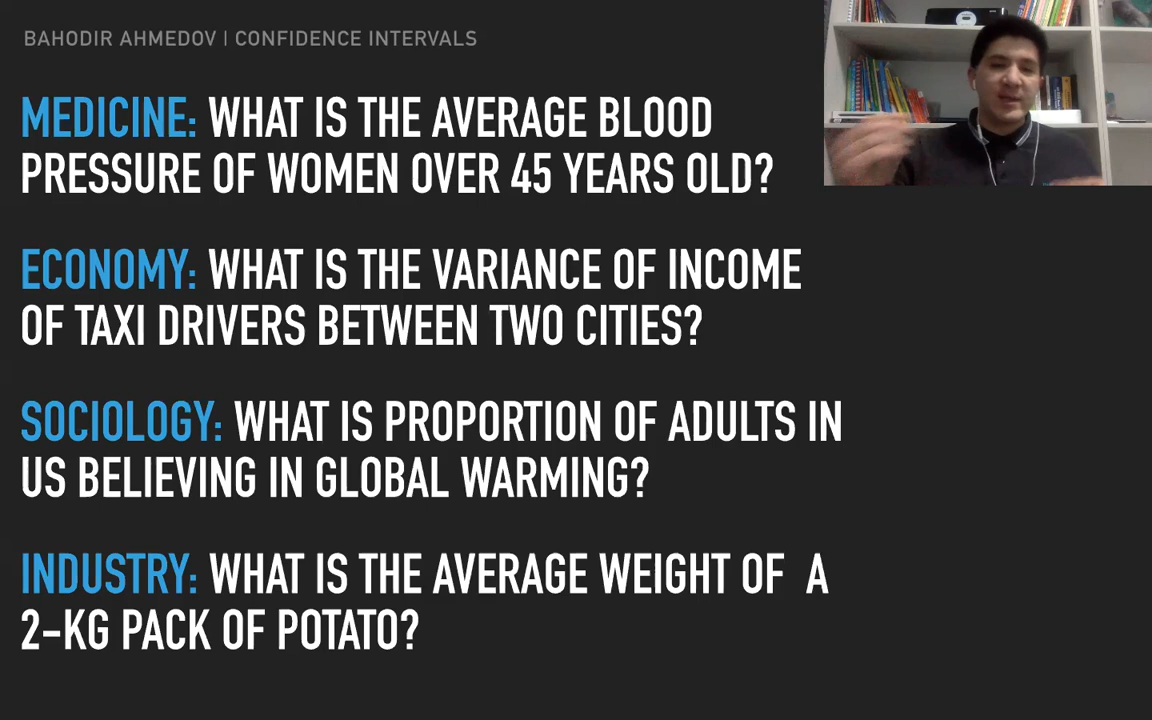 BAHODIR AHMEDOV | CONFIDENCE INTERVALS
MEDICINE: WHAT IS THE AVERAGE BLOOD
PRESSURE OF WOMEN OVER 45 YEARS OLD?
ECONOMY: WHAT IS THE VARIANCE OF INCOME
OF TAXI DRIVERS BETWEEN TWO CITIES?
SOCIOLOGY: WHAT IS PROPORTION OF ADULTS IN
US BELIEVING IN GLOBAL WARMING?
INDUSTRY: WHAT IS THE AVERAGE WEIGHT OF A
2-KG PACK OF POTATO?